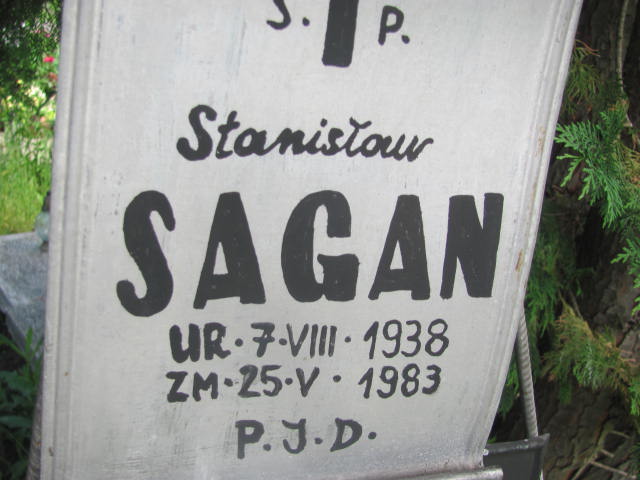 Ś. P.
Stanisław
SAGAN
UR·7·VIII·1938
ZM·25·V·1983
P.J.D.